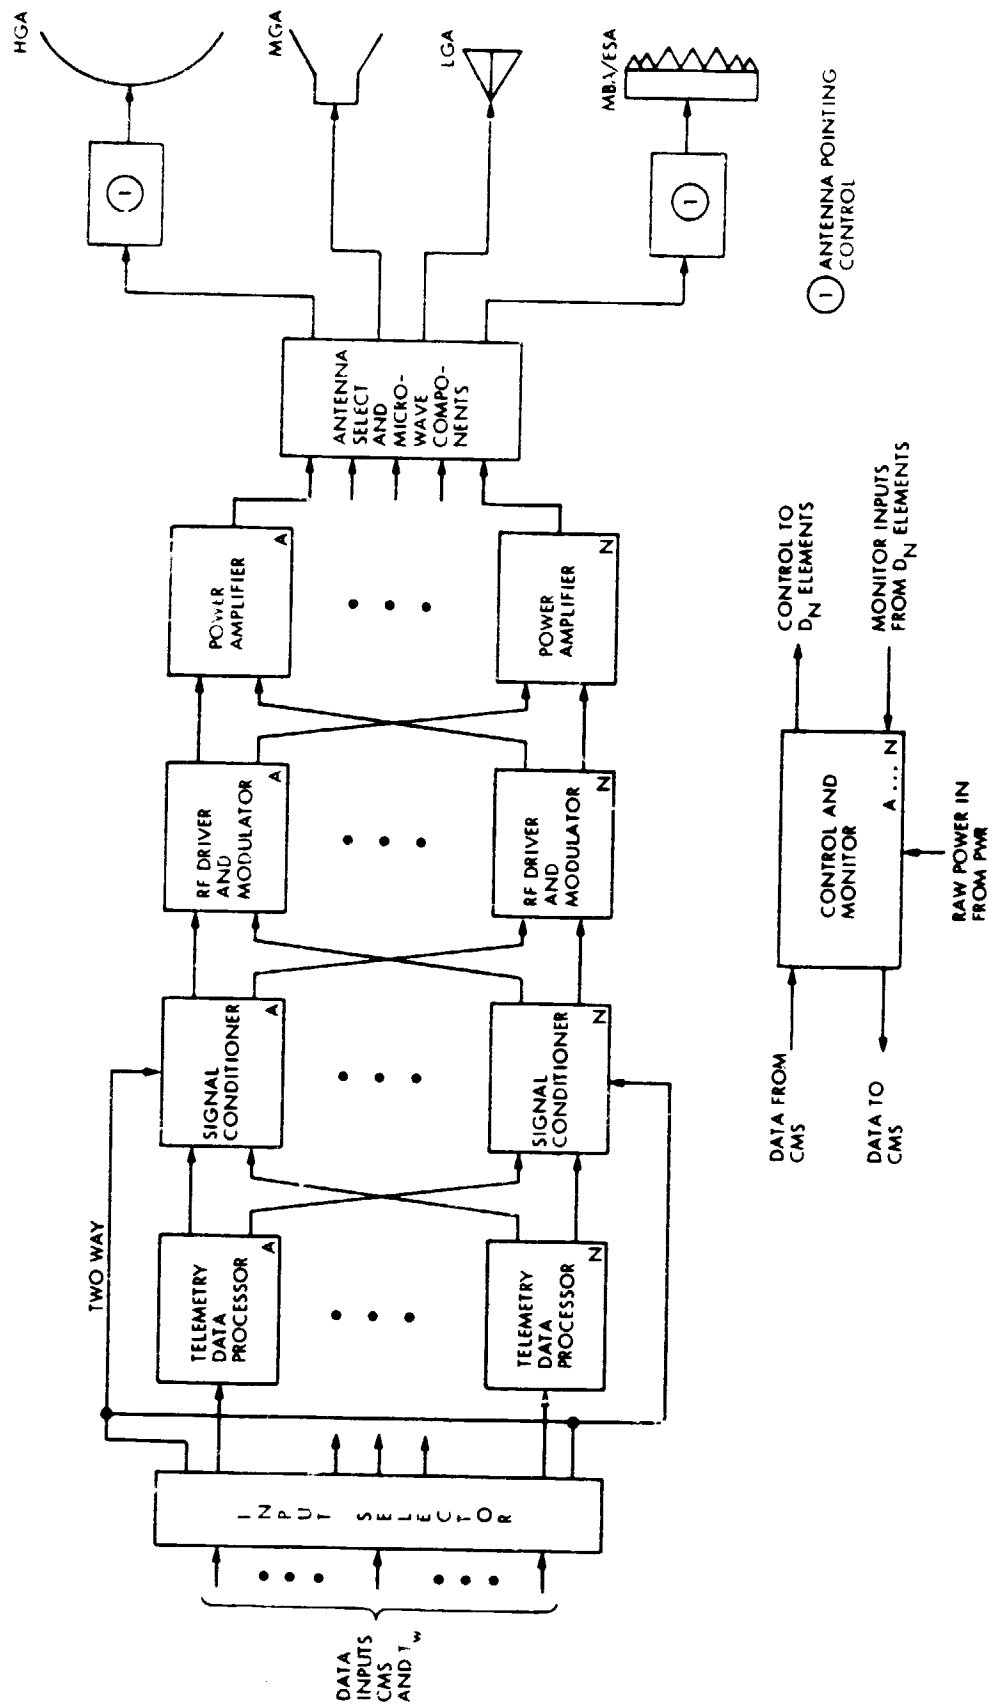 DATA
INPUTS
CMS
AND T_w
INPUT SELECTOR
TWO WAY
TELEMETRY
DATA
PROCESSOR
A
TELEMETRY
DATA
PROCESSOR
N
SIGNAL
CONDITIONER
A
SIGNAL
CONDITIONER
N
RF DRIVER
AND
MODULATOR
A
RF DRIVER
AND
MODULATOR
N
POWER
AMPLIFIER
A
POWER
AMPLIFIER
N
ANTENNA
SELECT
AND
MICRO-
WAVE
COMPO-
NENTS
1
HGA
MGA
LGA
1
MBA/ESA
1 ANTENNA POINTING
CONTROL
DATA FROM
CMS
DATA TO
CMS
CONTROL AND
MONITOR
A ... N
RAW POWER IN
FROM PWR
CONTROL TO
D_N ELEMENTS
MONITOR INPUTS
FROM D_N ELEMENTS